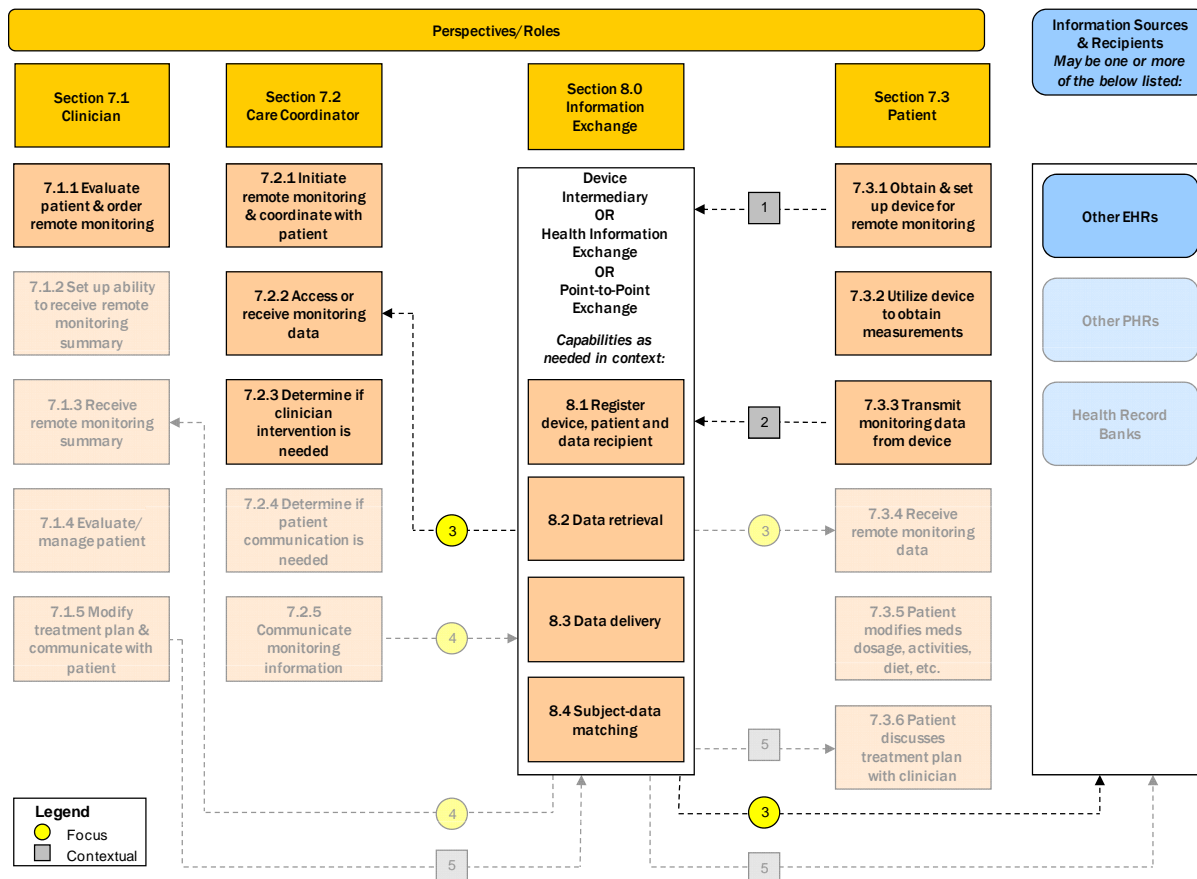 Perspectives/Roles
Information Sources
& Recipients
May be one or more
of the below listed:
Section 7.1
Clinician
Section 7.2
Care Coordinator
Section 8.0
Information
Exchange
Section 7.3
Patient
7.1.1 Evaluate
patient & order
remote monitoring
7.1.2 Set up ability
to receive remote
monitoring
summary
7.1.3 Receive
remote monitoring
summary
7.1.4 Evaluate/
manage patient
7.1.5 Modify
treatment plan &
communicate with
patient
7.2.1 Initiate
remote monitoring
& coordinate with
patient
7.2.2 Access or
receive monitoring
data
7.2.3 Determine if
clinician
intervention is
needed
7.2.4 Determine if
patient
communication is
needed
7.2.5
Communicate
monitoring
information
3
4
4
5
Device
Intermediary
OR
Health Information
Exchange
OR
Point-to-Point
Exchange
Capabilities as
needed in context:
8.1 Register
device, patient and
data recipient
8.2 Data retrieval
8.3 Data delivery
8.4 Subject-data
matching
1
2
3
5
3
5
7.3.1 Obtain & set
up device for
remote monitoring
7.3.2 Utilize device
to obtain
measurements
7.3.3 Transmit
monitoring data
from device
7.3.4 Receive
remote monitoring
data
7.3.5 Patient
modifies meds
dosage, activities,
diet, etc.
7.3.6 Patient
discusses
treatment plan
with clinician
Other EHRs
Other PHRs
Health Record
Banks
Legend
Focus
Contextual